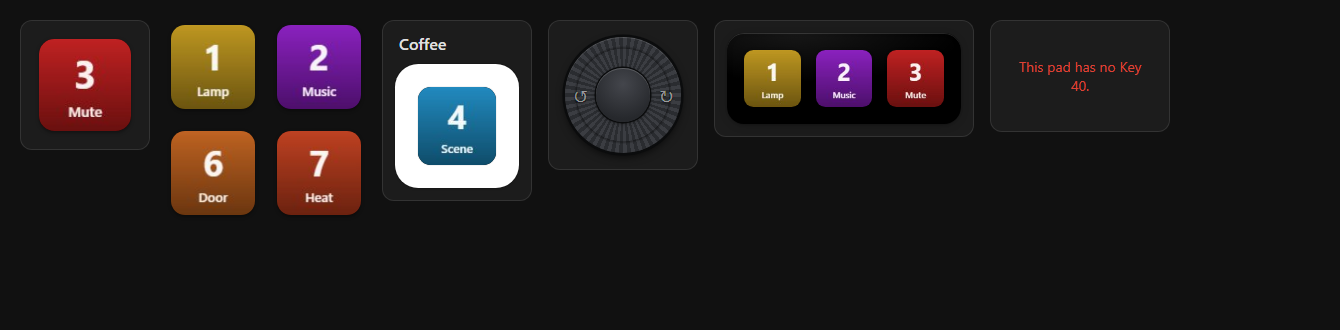 3
Mute
1
Lamp
2
Music
6
Door
7
Heat
Coffee
4
Scene
1
Lamp
2
Music
3
Mute
This pad has no Key
40.